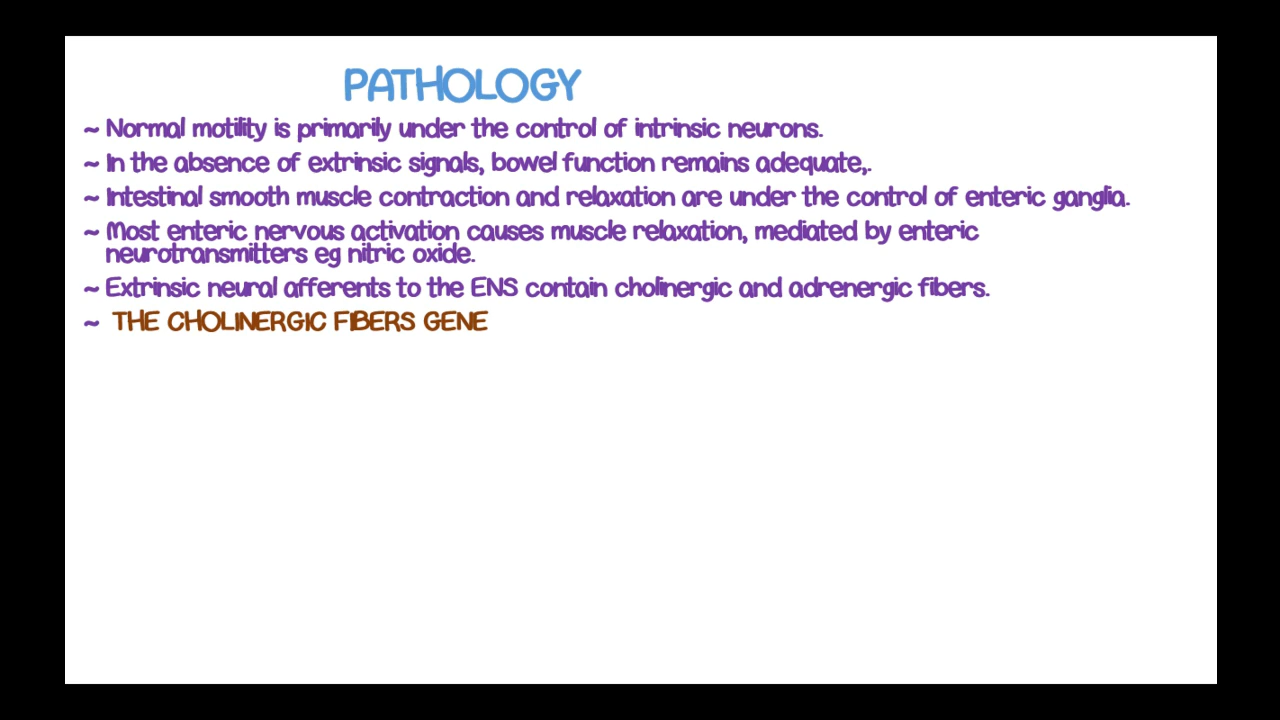 PATHOLOGY
~ Normal motility is primarily under the control of intrinsic neurons.
~ In the absence of extrinsic signals, bowel function remains adequate,.
~ Intestinal smooth muscle contraction and relaxation are under the control of enteric ganglia.
~ Most enteric nervous activation causes muscle relaxation, mediated by enteric
neurotransmitters eg nitric oxide.
~ Extrinsic neural afferents to the ENS contain cholinergic and adrenergic fibers.
~ THE CHOLINERGIC FIBERS GENE